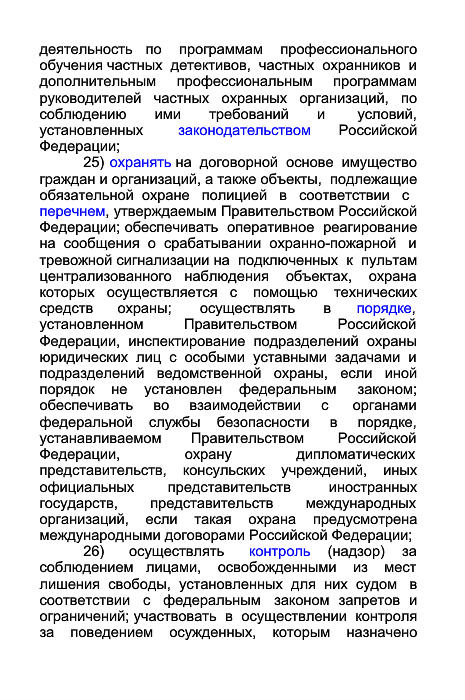 деятельность по программам профессионального
обучения частных детективов, частных охранников и
дополнительным профессиональным программам
руководителей частных охранных организаций, по
соблюдению ими требований и условий,
установленных законодательством Российской
Федерации;
25) охранять на договорной основе имущество
граждан и организаций, а также объекты, подлежащие
обязательной охране полицией в соответствии с
перечнем, утверждаемым Правительством Российской
Федерации; обеспечивать оперативное реагирование
на сообщения о срабатывании охранно-пожарной и
тревожной сигнализации на подключенных к пультам
централизованного наблюдения объектах, охрана
которых осуществляется с помощью технических
средств охраны; осуществлять в порядке,
установленном Правительством Российской
Федерации, инспектирование подразделений охраны
юридических лиц с особыми уставными задачами и
подразделений ведомственной охраны, если иной
порядок не установлен федеральным законом;
обеспечивать во взаимодействии с органами
федеральной службы безопасности в порядке,
устанавливаемом Правительством Российской
Федерации, охрану дипломатических
представительств, консульских учреждений, иных
официальных представительств иностранных
государств, представительств международных
организаций, если такая охрана предусмотрена
международными договорами Российской Федерации;
26) осуществлять контроль (надзор) за
соблюдением лицами, освобожденными из мест
лишения свободы, установленных для них судом в
соответствии с федеральным законом запретов и
ограничений; участвовать в осуществлении контроля
за поведением осужденных, которым назначено